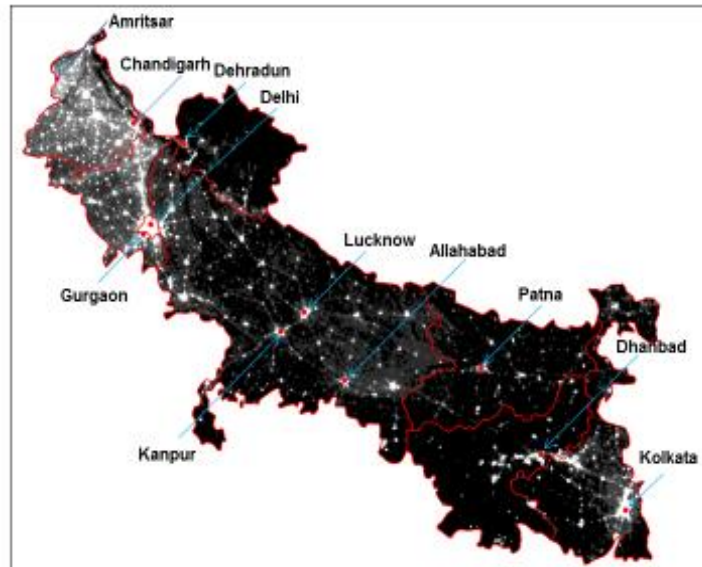 Amritsar
Chandigarh
Dehradun
Delhi
Lucknow
Allahabad
Gurgaon
Patna
Dhanbad
Kanpur
Kolkata